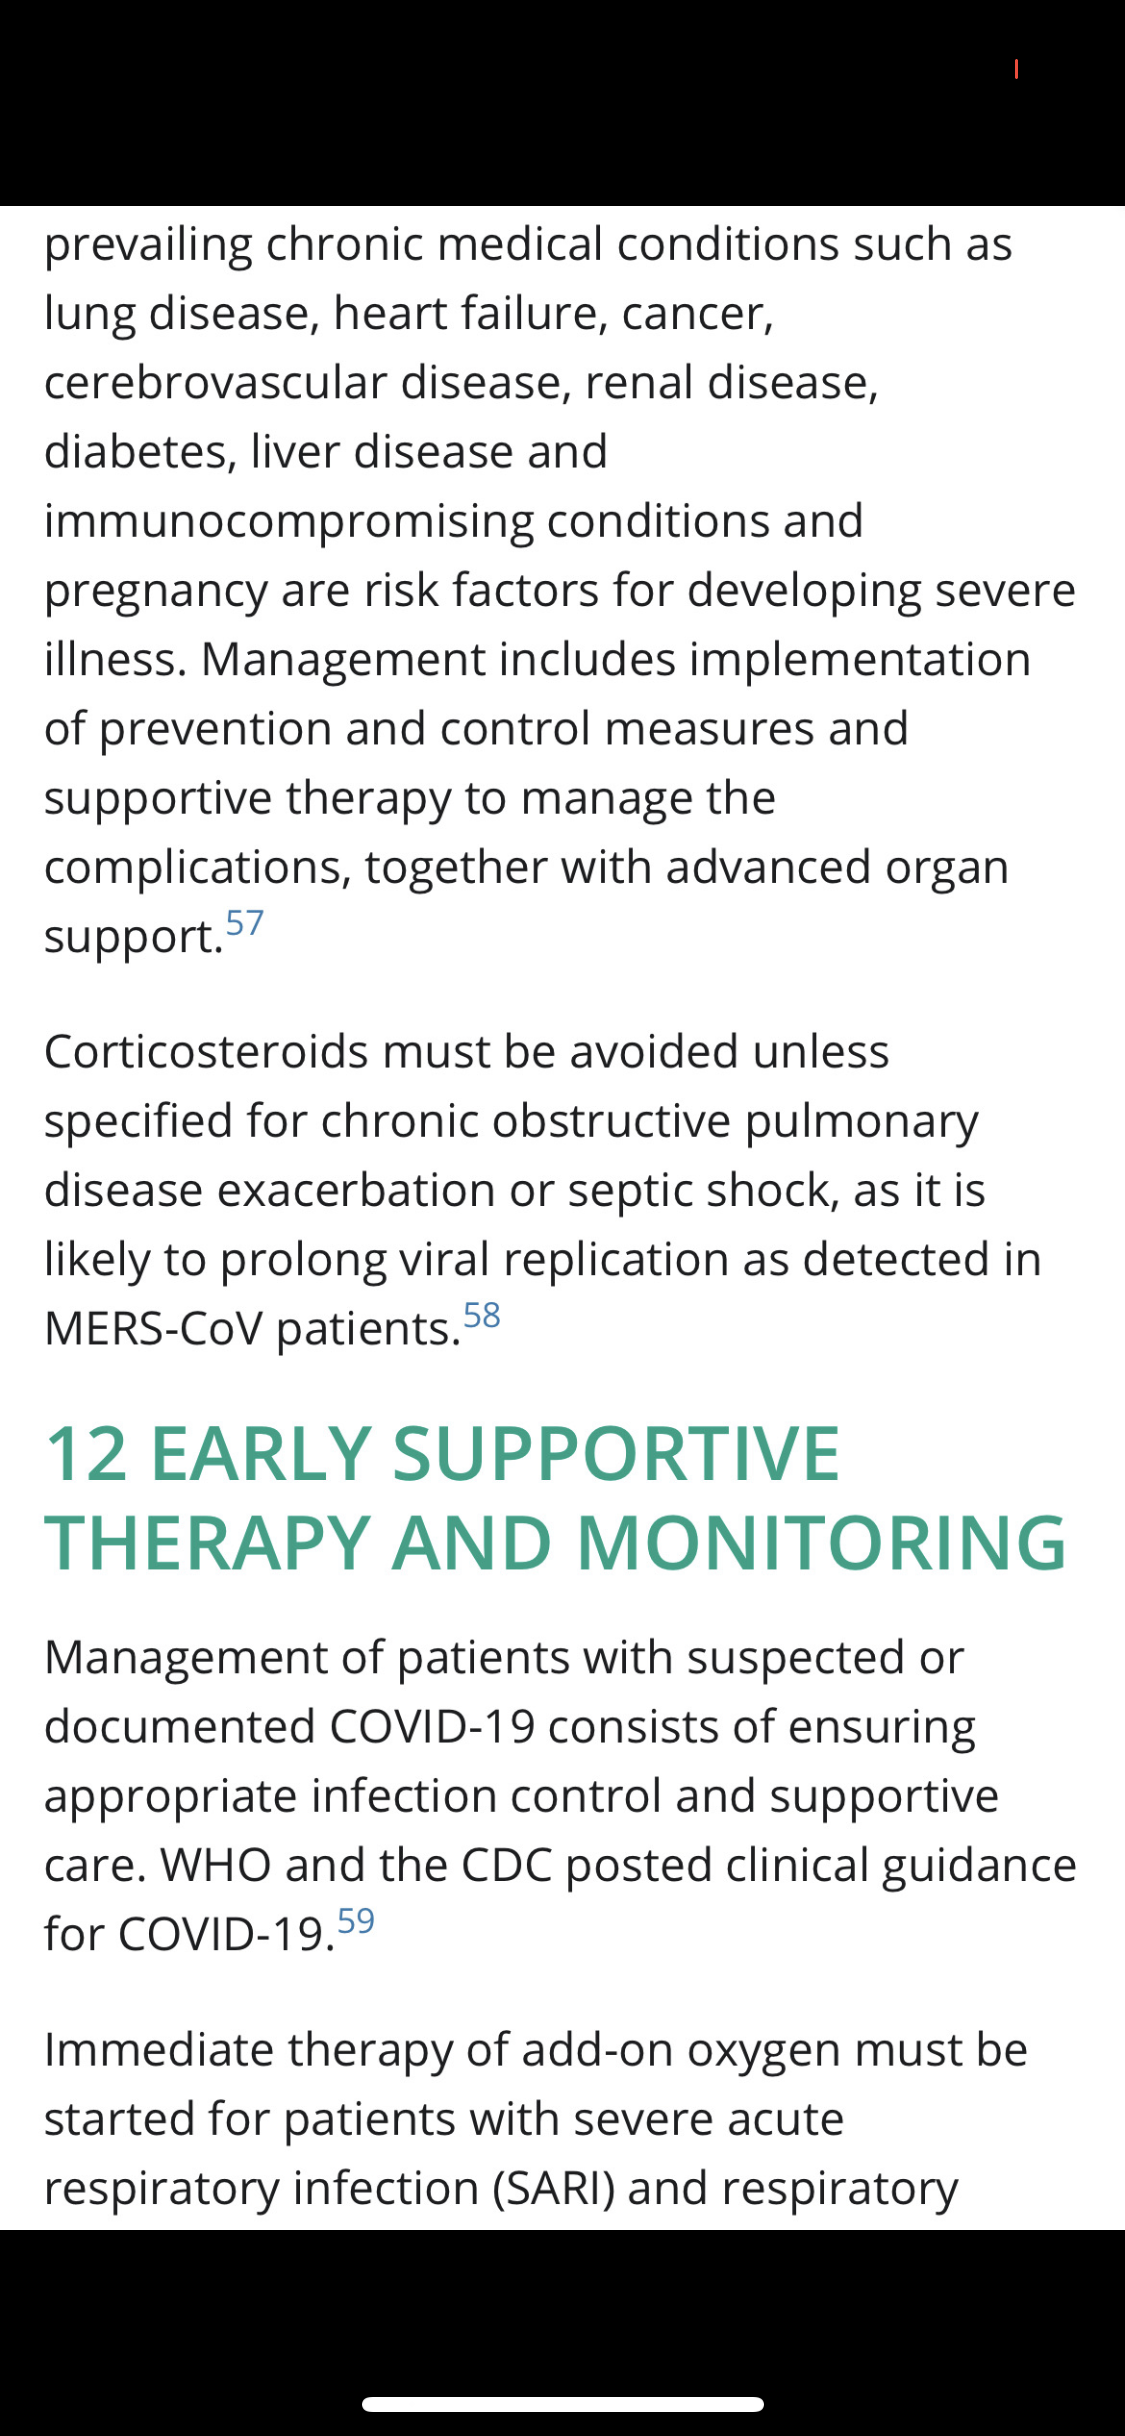 prevailing chronic medical conditions such as
lung disease, heart failure, cancer,
cerebrovascular disease, renal disease,
diabetes, liver disease and
immunocompromising conditions and
pregnancy are risk factors for developing severe
illness. Management includes implementation
of prevention and control measures and
supportive therapy to manage the
complications, together with advanced organ
support.57
Corticosteroids must be avoided unless
specified for chronic obstructive pulmonary
disease exacerbation or septic shock, as it is
likely to prolong viral replication as detected in
MERS-CoV patients.58
12 EARLY SUPPORTIVE
THERAPY AND MONITORING
Management of patients with suspected or
documented COVID-19 consists of ensuring
appropriate infection control and supportive
care. WHO and the CDC posted clinical guidance
for COVID-19.59
Immediate therapy of add-on oxygen must be
started for patients with severe acute
respiratory infection (SARI) and respiratory